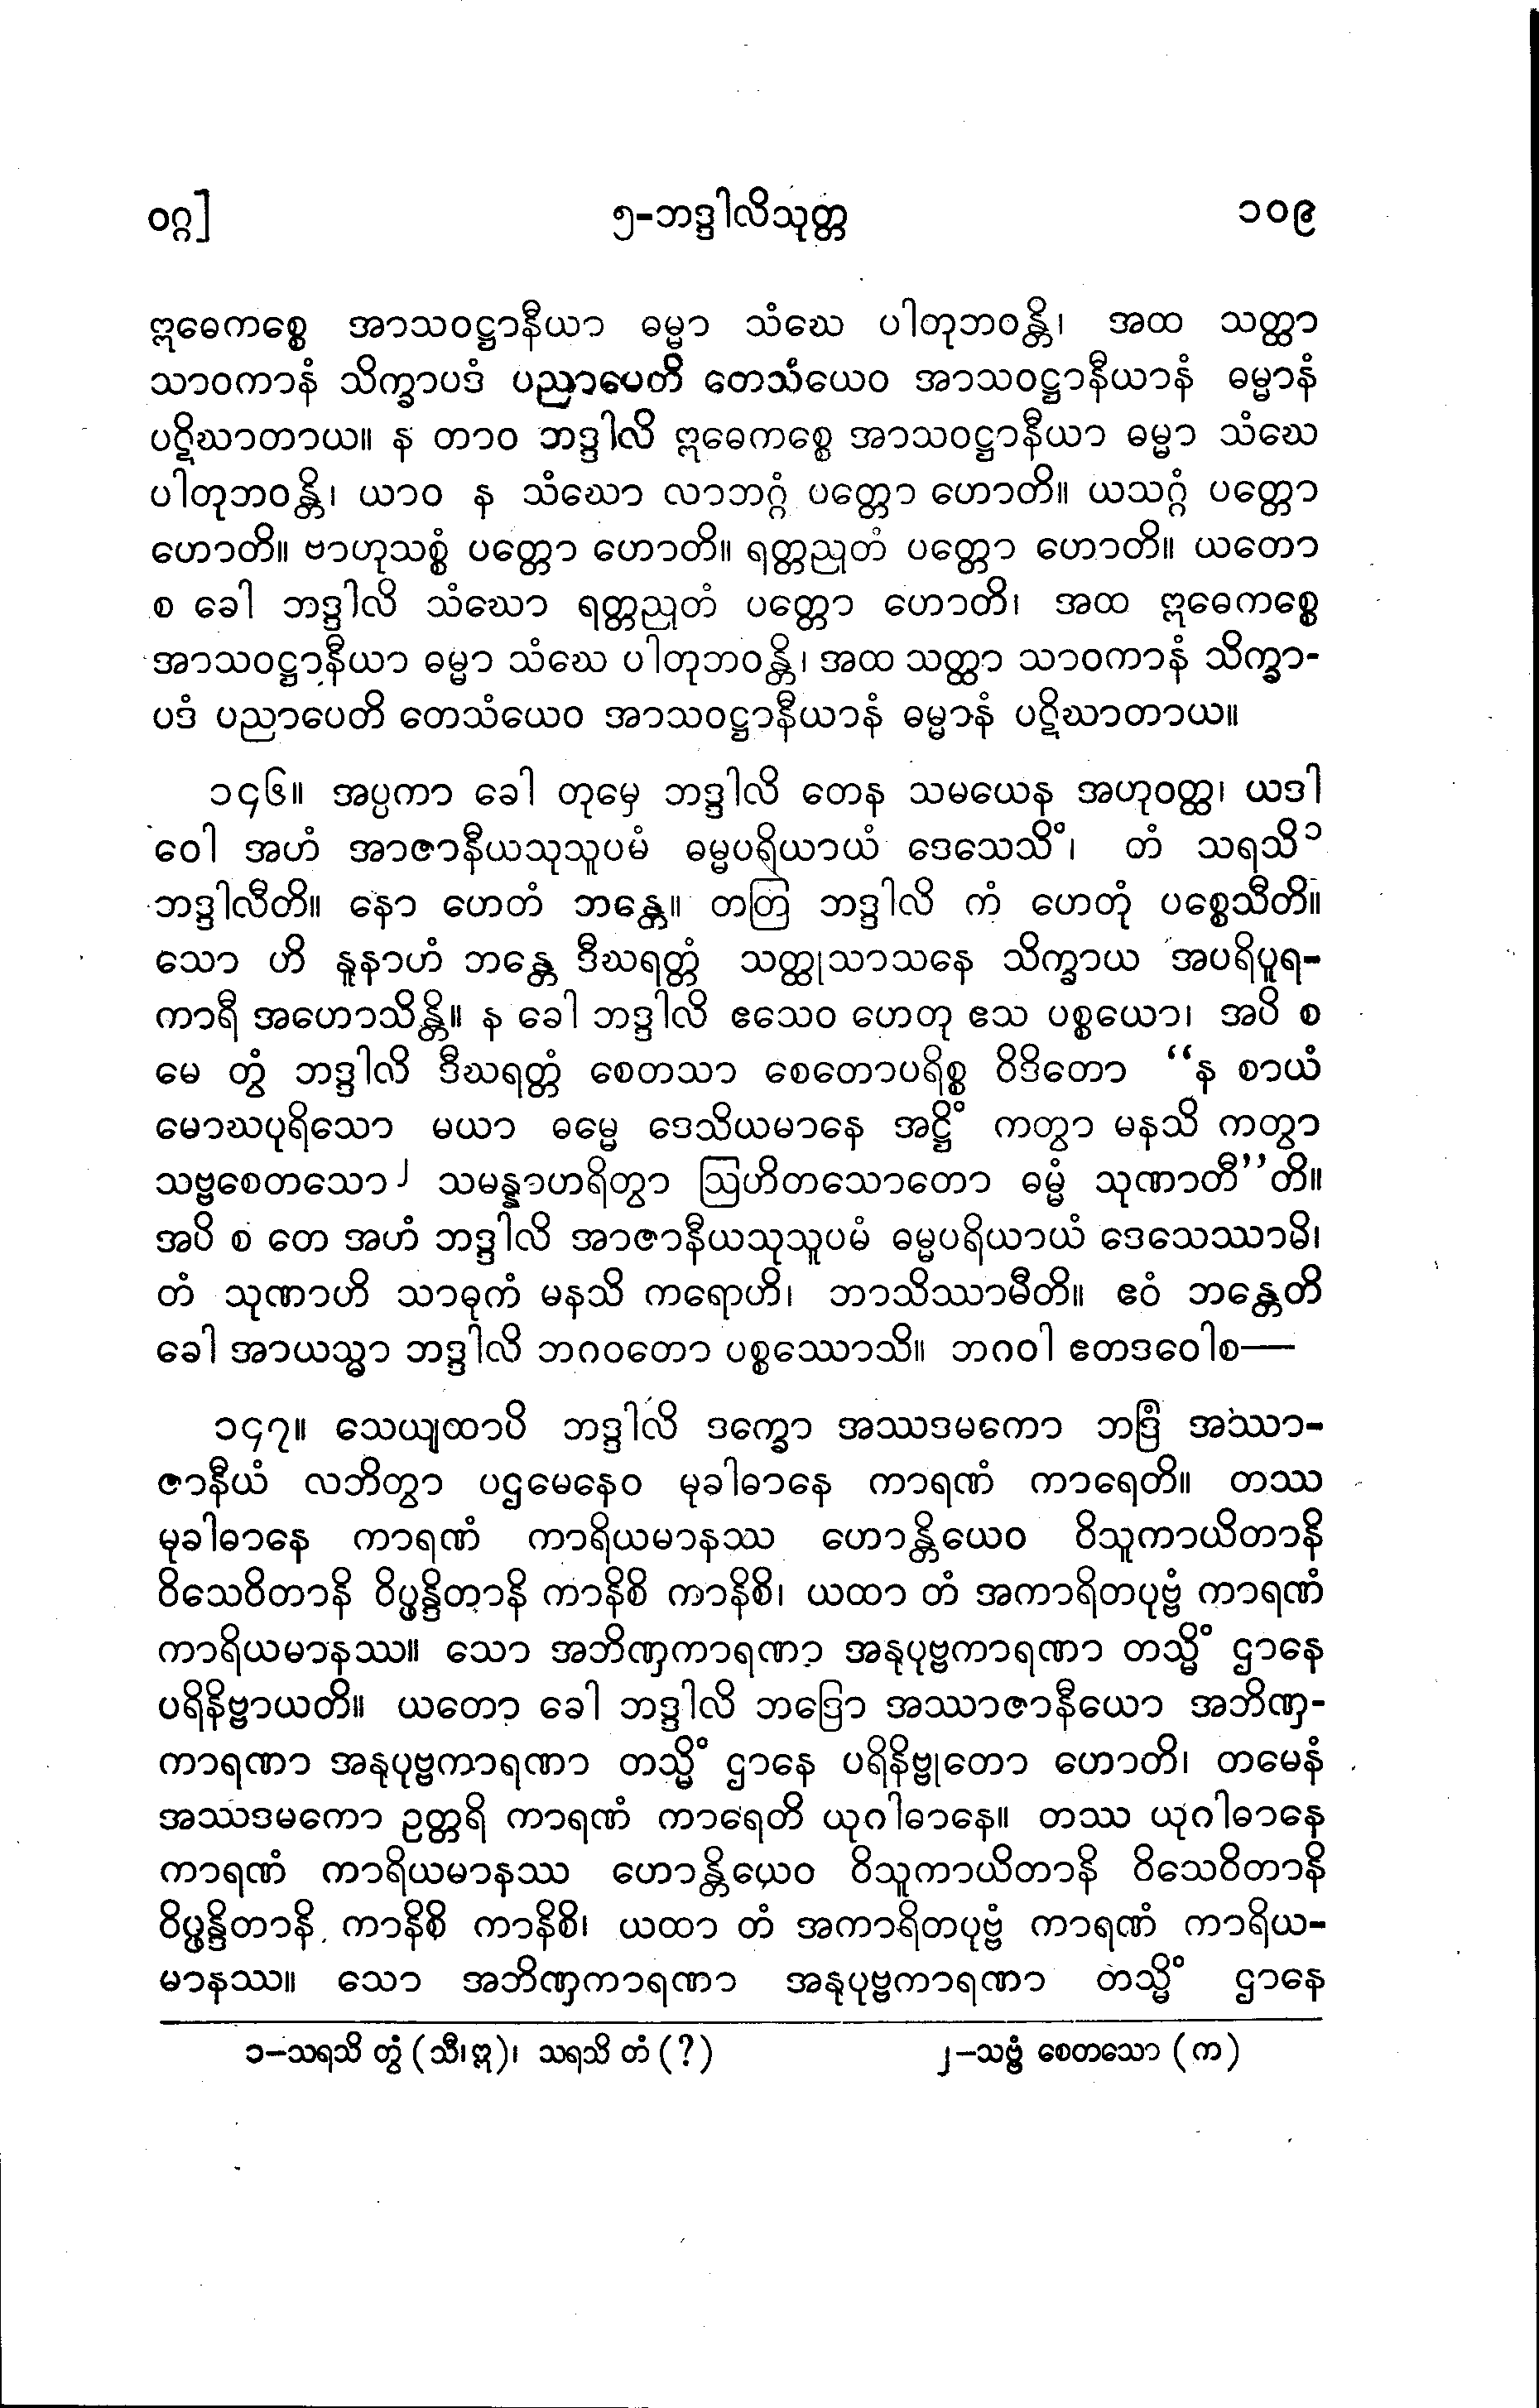 ဝဂ္ဂ]
၅-ဘဒ္ဒါလိသုတ္တ
၁၀၉
ဣဓေကစ္စေ အာသဝဋ္ဌာနီယာ ဓမ္မာ သံဃေ ပါတုဘဝန္တိ၊ အထ သတ္ထာ
သာဝကာနံ သိက္ခာပဒံ ပညာပေတိ တေသံယေဝ အာသဝဋ္ဌာနီယာနံ ဓမ္မာနံ
ပဋိဃာတာယ။ န တာဝ ဘဒ္ဒါလိ ဣဓေကစ္စေ အာသဝဋ္ဌာနီယာ ဓမ္မာ သံဃေ
ပါတုဘဝန္တိ၊ ယာဝ န သံဃော လာဘဂ္ဂံ ပတ္တော ဟောတိ။ ယသဂ္ဂံ ပတ္တော
ဟောတိ။ ဗာဟုသစ္စံ ပတ္တော ဟောတိ။ ရတ္တညုတံ ပတ္တော ဟောတိ။ ယတော
စ ခေါ ဘဒ္ဒါလိ သံဃော ရတ္တညုတံ ပတ္တော ဟောတိ၊ အထ ဣဓေကစ္စေ
အာသဝဋ္ဌာနီယာ ဓမ္မာ သံဃေ ပါတုဘဝန္တိ၊ အထ သတ္ထာ သာဝကာနံ သိက္ခာ-
ပဒံ ပညာပေတိ တေသံယေဝ အာသဝဋ္ဌာနီယာနံ ဓမ္မာနံ ပဋိဃာတာယ။
၁၄၆။ အပ္ပကာ ခေါ တုမှေ ဘဒ္ဒါလိ တေန သမယေန အဟုဝတ္ထ၊ ယဒါ
ဝေါ အဟံ အာဇာနီယသုသူပမံ ဓမ္မပရိယာယံ ဒေသေသိံ၊ တံ သရသိ ၁
ဘဒ္ဒါလီတိ။ နော ဟေတံ ဘန္တေ။ တတြ ဘဒ္ဒါလိ ကံ ဟေတုံ ပစ္စေသီတိ။
သော ဟိ နူနာဟံ ဘန္တေ ဒီဃရတ္တံ သတ္ထုသာသနေ သိက္ခာယ အပရိပူရ-
ကာရီ အဟောသိန္တိ။ န ခေါ ဘဒ္ဒါလိ ဧသေဝ ဟေတု ဧသ ပစ္စယော၊ အပိ စ
မေ တွံ ဘဒ္ဒါလိ ဒီဃရတ္တံ စေတသာ စေတောပရိစ္စ ဝိဒိတော “န စာယံ
မောဃပုရိသော မယာ ဓမ္မေ ဒေသိယမာနေ အဋ္ဌိံ ကတွာ မနသိ ကတွာ
သဗ္ဗစေတသော ၂ သမန္နာဟရိတွာ ဩဟိတသောတော ဓမ္မံ သုဏာတီ”တိ။
အပိ စ တေ အဟံ ဘဒ္ဒါလိ အာဇာနီယသုသူပမံ ဓမ္မပရိယာယံ ဒေသေဿာမိ၊
တံ သုဏာဟိ သာဓုကံ မနသိ ကရောဟိ၊ ဘာသိဿာမီတိ။ ဧဝံ ဘန္တေတိ
ခေါ အာယသ္မာ ဘဒ္ဒါလိ ဘဂဝတော ပစ္စဿောသိ။ ဘဂဝါ ဧတဒဝေါစ—
၁၄၇။ သေယျထာပိ ဘဒ္ဒါလိ ဒက္ခော အဿဒမကော ဘဒြံ အဿာ-
ဇာနီယံ လဘိတွာ ပဌမေနေဝ မုခါဓာနေ ကာရဏံ ကာရေတိ။ တဿ
မုခါဓာနေ ကာရဏံ ကာရိယမာနဿ ဟောန္တိယေဝ ဝိသူကာယိတာနိ
ဝိသေဝိတာနိ ဝိပ္ဖန္ဒိတာနိ ကာနိစိ ကာနိစိ၊ ယထာ တံ အကာရိတပုဗ္ဗံ ကာရဏံ
ကာရိယမာနဿ။ သော အဘိဏှကာရဏာ အနုပုဗ္ဗကာရဏာ တသ္မိံ ဌာနေ
ပရိနိဗ္ဗာယတိ။ ယတော ခေါ ဘဒ္ဒါလိ ဘဒြော အဿာဇာနီယော အဘိဏှ-
ကာရဏာ အနုပုဗ္ဗကာရဏာ တသ္မိံ ဌာနေ ပရိနိဗ္ဗုတော ဟောတိ၊ တမေနံ
အဿဒမကော ဥတ္တရိ ကာရဏံ ကာရေတိ ယုဂါဓာနေ။ တဿ ယုဂါဓာနေ
ကာရဏံ ကာရိယမာနဿ ဟောန္တိယေဝ ဝိသူကာယိတာနိ ဝိသေဝိတာနိ
ဝိပ္ဖန္ဒိတာနိ ကာနိစိ ကာနိစိ၊ ယထာ တံ အကာရိတပုဗ္ဗံ ကာရဏံ ကာရိယ-
မာနဿ။ သော အဘိဏှကာရဏာ အနုပုဗ္ဗကာရဏာ တသ္မိံ ဌာနေ
၁-သရသိ တွံ (သီ၊ဣ)၊ သရသိ တံ (?)
၂-သဗ္ဗံ စေတသော (က)